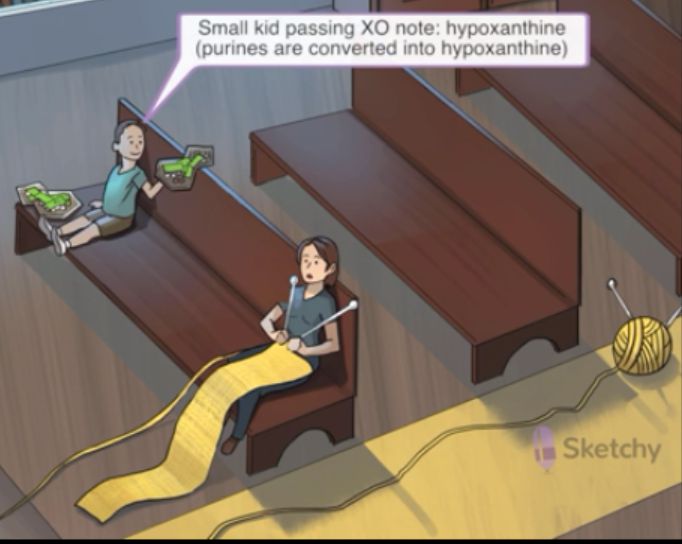 Small kid passing XO note: hypoxanthine
(purines are converted into hypoxanthine)
Sketchy